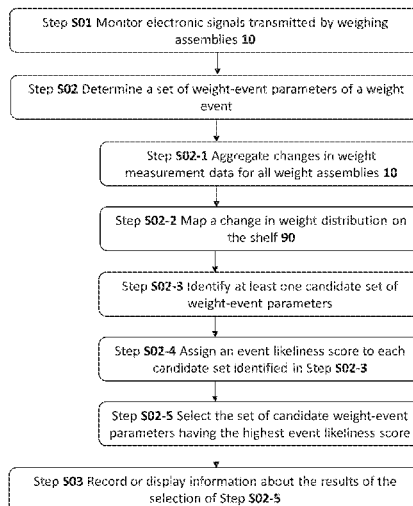 Step S01 Monitor electronic signals transmitted by weighing
assemblies 10
Step S02 Determine a set of weight-event parameters of a weight
event
Step S02-1 Aggregate changes in weight
measurement data for all weight assemblies 10
Step S02-2 Map a change in weight distribution on
the shelf 90
Step S02-3 Identify at least one candidate set of
weight-event parameters
Step S02-4 Assign an event likeliness score to each
candidate set identified in Step S02-3
Step S02-5 Select the set of candidate weight-event
parameters having the highest event likeliness score
Step S03 Record or display information about the results of the
selection of Step S02-5